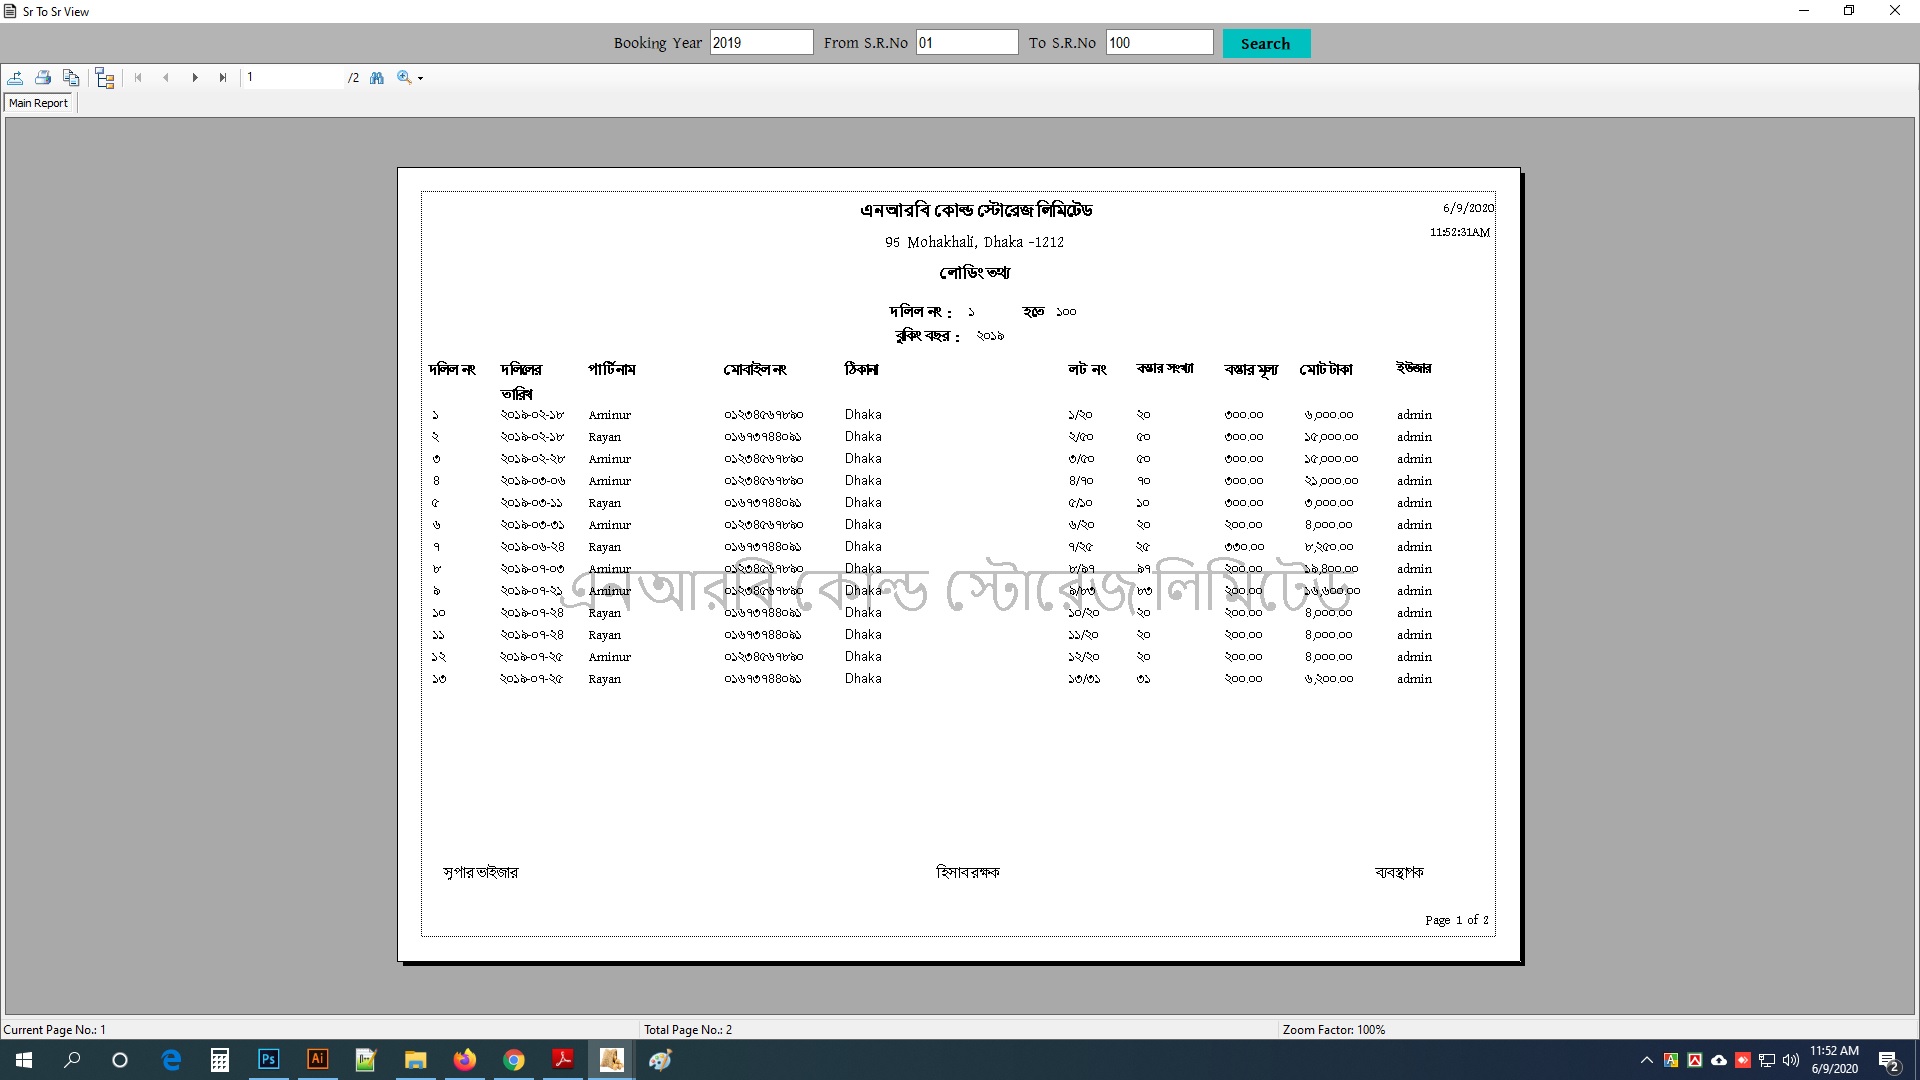 Sr To Sr View
Booking Year 2019 From S.R.No 01 To S.R.No 100 Search
1 /2
Main Report
এনআরবি কোল্ড স্টোরেজ লিমিটেড 6/9/2020
95 Mohakhali, Dhaka -1212 11:52:31AM
লোডিং তথ্য
দলিল নং : ১ হতে ১০০
বুকিং বছর : ২০১৯
দলিল নং দলিলের তারিখ পার্টি নাম মোবাইল নং ঠিকানা লট নং বস্তার সংখ্যা বস্তার মূল্য মোট টাকা ইউজার
১ ২০১৯-০২-১৮ Aminur ০১২৩৪৫৬৭৮৯০ Dhaka ১/২০ ২০ ৩০০.০০ ৬,০০০.০০ admin
২ ২০১৯-০২-১৮ Rayan ০১৬৭৩৭৪৪০৯১ Dhaka ২/৫০ ৫০ ৩০০.০০ ১৫,০০০.০০ admin
৩ ২০১৯-০২-২৮ Aminur ০১২৩৪৫৬৭৮৯০ Dhaka ৩/৫০ ৫০ ৩০০.০০ ১৫,০০০.০০ admin
৪ ২০১৯-০৩-০৬ Aminur ০১২৩৪৫৬৭৮৯০ Dhaka ৪/৭০ ৭০ ৩০০.০০ ২১,০০০.০০ admin
৫ ২০১৯-০৩-১১ Rayan ০১৬৭৩৭৪৪০৯১ Dhaka ৫/১০ ১০ ৩০০.০০ ৩,০০০.০০ admin
৬ ২০১৯-০৩-৩১ Aminur ০১২৩৪৫৬৭৮৯০ Dhaka ৬/২০ ২০ ২০০.০০ ৪,০০০.০০ admin
৭ ২০১৯-০৬-২৪ Rayan ০১৬৭৩৭৪৪০৯১ Dhaka ৭/২৫ ২৫ ৩৩০.০০ ৮,২৫০.০০ admin
৮ ২০১৯-০৭-০৩ Aminur ০১২৩৪৫৬৭৮৯০ Dhaka ৮/৯৭ ৯৭ ২০০.০০ ১৯,৪০০.০০ admin
এনআরবি কোল্ড স্টোরেজ লিমিটেড
৯ ২০১৯-০৭-২১ Aminur ০১২৩৪৫৬৭৮৯০ Dhaka ৯/৮৩ ৮৩ ২০০.০০ ১৬,৬০০.০০ admin
১০ ২০১৯-০৭-২৪ Rayan ০১৬৭৩৭৪৪০৯১ Dhaka ১০/২০ ২০ ২০০.০০ ৪,০০০.০০ admin
১১ ২০১৯-০৭-২৪ Rayan ০১৬৭৩৭৪৪০৯১ Dhaka ১১/২০ ২০ ২০০.০০ ৪,০০০.০০ admin
১২ ২০১৯-০৭-২৫ Aminur ০১২৩৪৫৬৭৮৯০ Dhaka ১২/২০ ২০ ২০০.০০ ৪,০০০.০০ admin
১৩ ২০১৯-০৭-২৫ Rayan ০১৬৭৩৭৪৪০৯১ Dhaka ১৩/৩১ ৩১ ২০০.০০ ৬,২০০.০০ admin
সুপারভাইজার হিসাবরক্ষক ব্যবস্থাপক
Page 1 of 2
Current Page No.: 1 Total Page No.: 2 Zoom Factor: 100%
Ps Ai 11:52 AM
6/9/2020 2